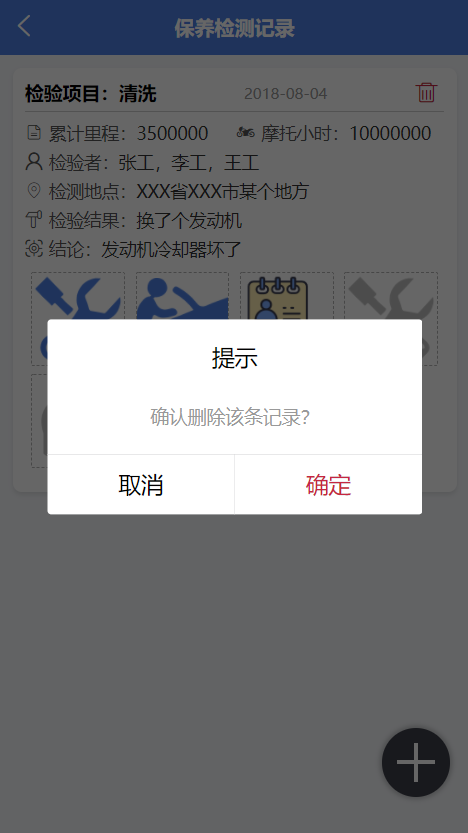 保养检测记录
检验项目：清洗 2018-08-04
累计里程：3500000 摩托小时：10000000
检验者：张工，李工，王工
检测地点：XXX省XXX市某个地方
检验结果：换了个发动机
结论：发动机冷却器坏了
提示
确认删除该条记录？
取消 确定